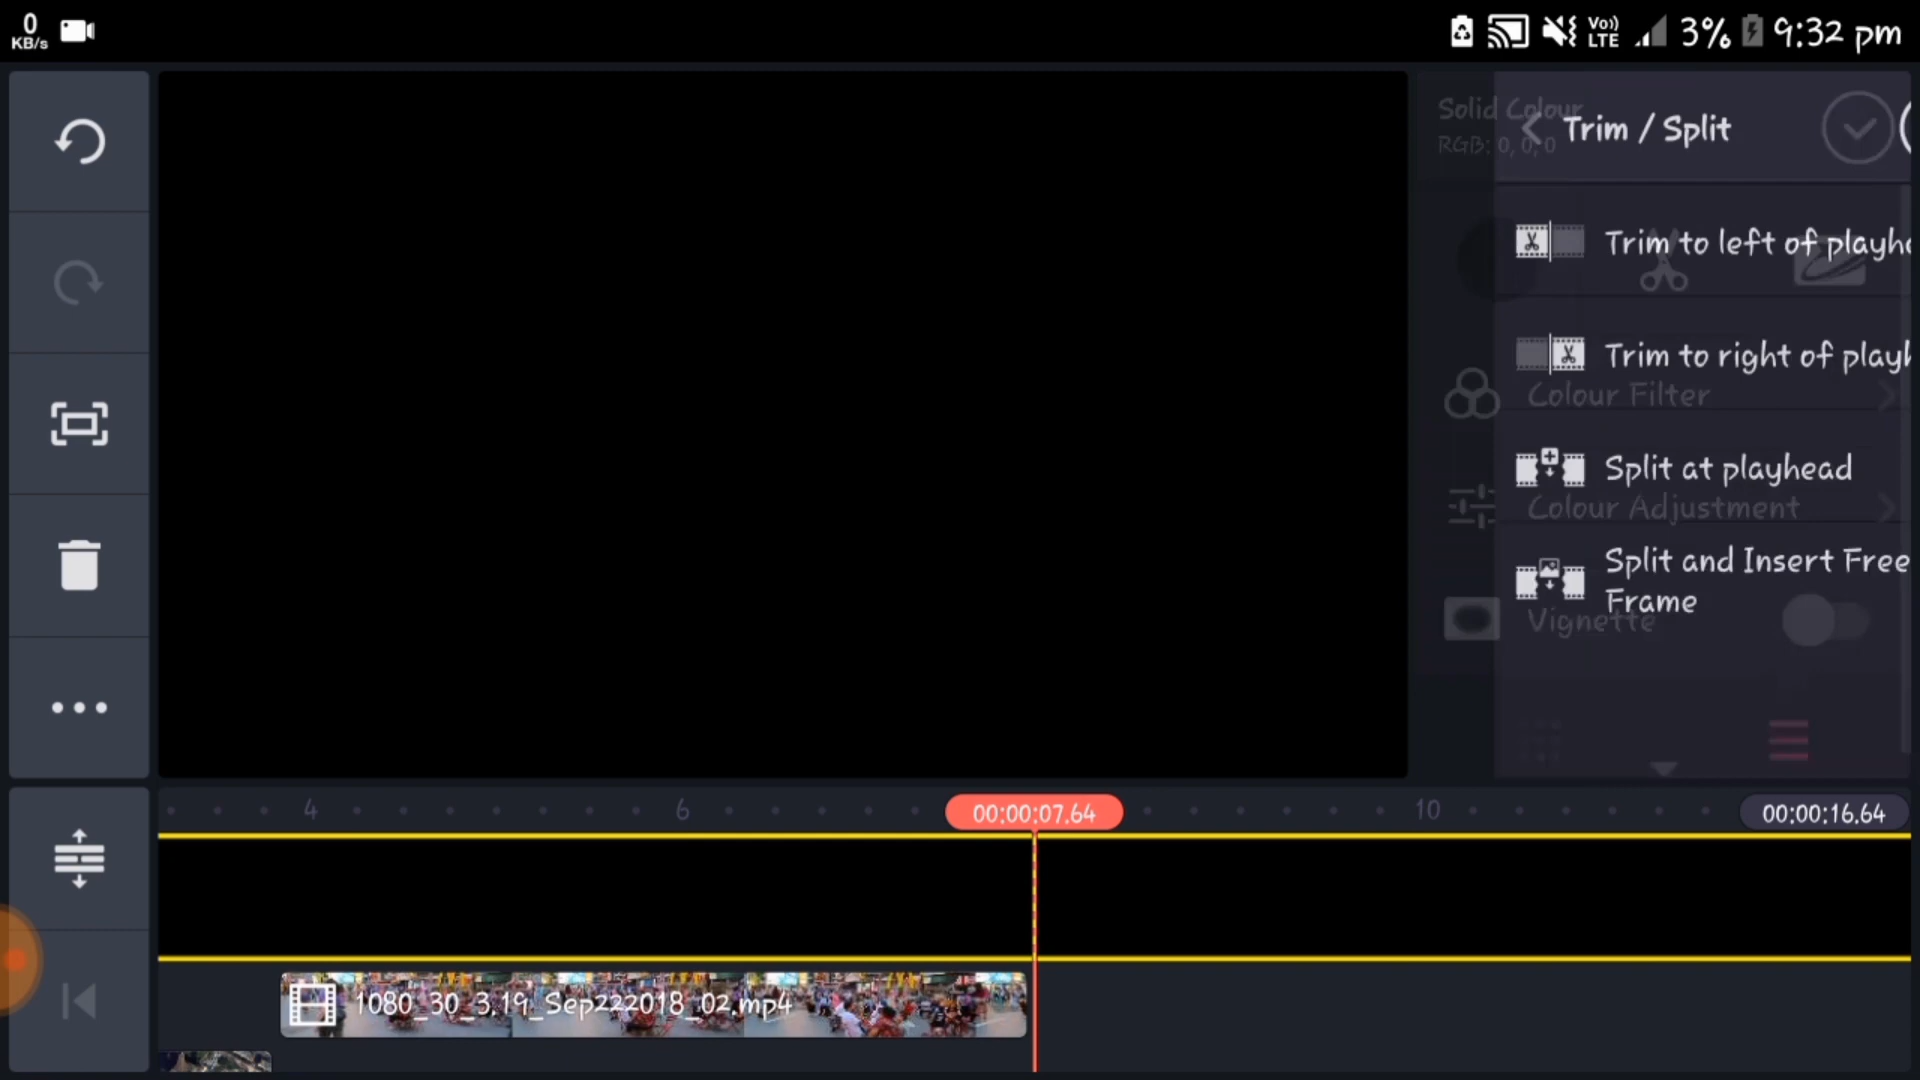 0
KB/s
Vo))
LTE
3%
9:32 pm
Solid Colour
RGB: 0, 0, 0
Trim / Split
Trim to left of playhe
Trim to right of playh
Colour Filter
Split at playhead
Colour Adjustment
Split and Insert Free
Frame
Vignette
4
6
00:00:07.64
10
00:00:16.64
1080_30_3.19_Sep222018_02.mp4